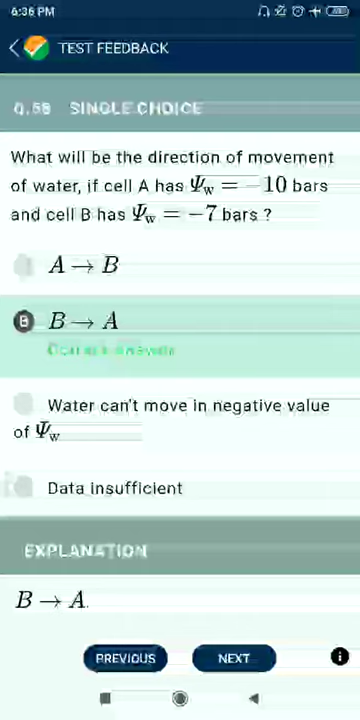 6:36 PM
TEST FEEDBACK
Q.58 SINGLE CHOICE
What will be the direction of movement
of water, if cell A has Ψw = −10 bars
and cell B has Ψw = −7 bars ?
A → B
B B → A
Correct answer
Water can't move in negative value
of Ψw
Data insufficient
EXPLANATION
B → A.
PREVIOUS NEXT